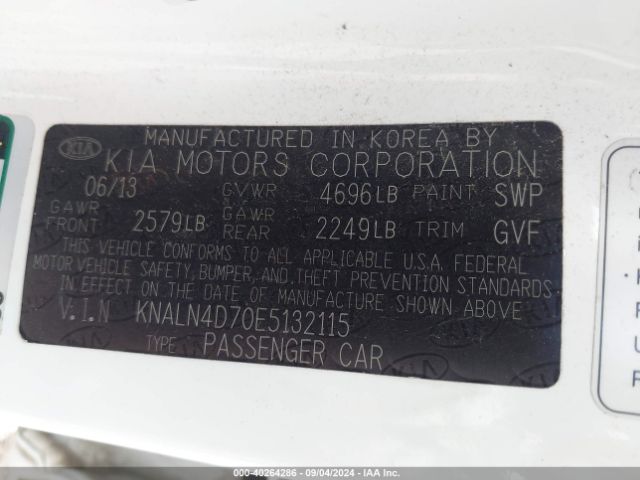 MANUFACTURED IN KOREA BY
KIA KIA MOTORS CORPORATION
06/13 GVWR 4696LB PAINT SWP
GAWR FRONT 2579LB GAWR REAR 2249LB TRIM GVF
THIS VEHICLE CONFORMS TO ALL APPLICABLE U.S.A. FEDERAL
MOTOR VEHICLE SAFETY, BUMPER, AND THEFT PREVENTION STANDARDS
IN EFFECT ON THE DATE OF MANUFACTURE SHOWN ABOVE
V.I.N KNALN4D70E5132115
TYPE PASSENGER CAR
000-40264286 - 09/04/2024 - IAA, LLC